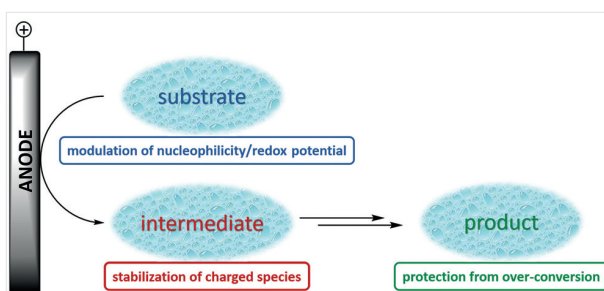 +
ANODE
substrate
modulation of nucleophilicity/redox potential
intermediate
product
stabilization of charged species
protection from over-conversion